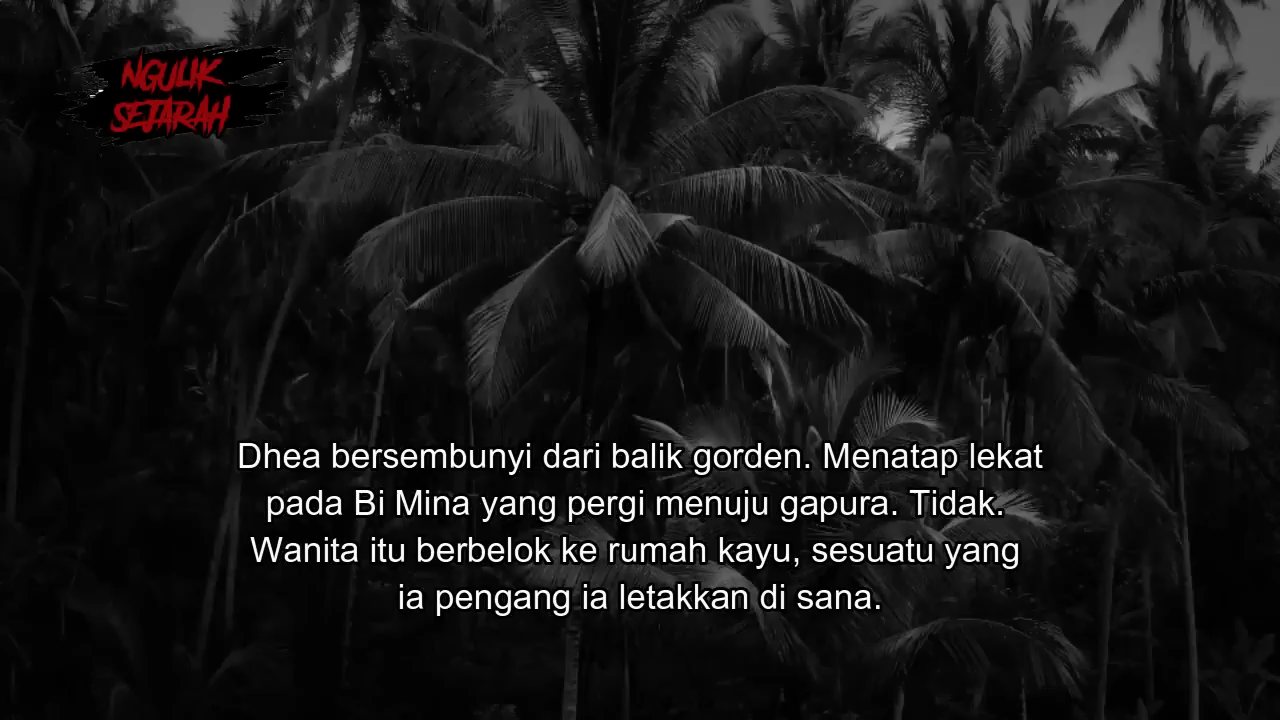 NGULIK
SEJARAH
Dhea bersembunyi dari balik gorden. Menatap lekat
pada Bi Mina yang pergi menuju gapura. Tidak.
Wanita itu berbelok ke rumah kayu, sesuatu yang
ia pengang ia letakkan di sana.